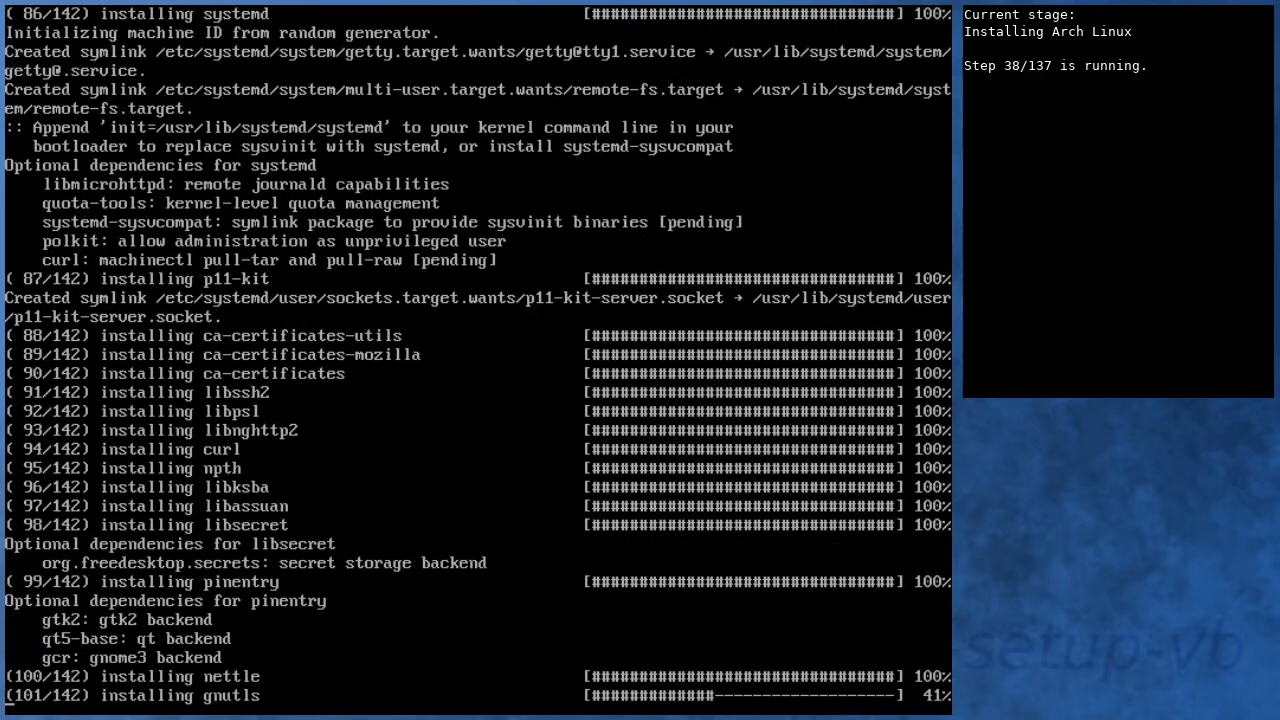 ( 86/142) installing systemd [################################] 100%
Initializing machine ID from random generator.
Created symlink /etc/systemd/system/getty.target.wants/getty@tty1.service → /usr/lib/systemd/system/
getty@.service.
Created symlink /etc/systemd/system/multi-user.target.wants/remote-fs.target → /usr/lib/systemd/syst
em/remote-fs.target.
:: Append 'init=/usr/lib/systemd/systemd' to your kernel command line in your
   bootloader to replace sysvinit with systemd, or install systemd-sysvcompat
Optional dependencies for systemd
    libmicrohttpd: remote journald capabilities
    quota-tools: kernel-level quota management
    systemd-sysvcompat: symlink package to provide sysvinit binaries [pending]
    polkit: allow administration as unprivileged user
    curl: machinectl pull-tar and pull-raw [pending]
( 87/142) installing p11-kit [################################] 100%
Created symlink /etc/systemd/user/sockets.target.wants/p11-kit-server.socket → /usr/lib/systemd/user
/p11-kit-server.socket.
( 88/142) installing ca-certificates-utils [################################] 100%
( 89/142) installing ca-certificates-mozilla [################################] 100%
( 90/142) installing ca-certificates [################################] 100%
( 91/142) installing libssh2 [################################] 100%
( 92/142) installing libpsl [################################] 100%
( 93/142) installing libnghttp2 [################################] 100%
( 94/142) installing curl [################################] 100%
( 95/142) installing npth [################################] 100%
( 96/142) installing libksba [################################] 100%
( 97/142) installing libassuan [################################] 100%
( 98/142) installing libsecret [################################] 100%
Optional dependencies for libsecret
    org.freedesktop.secrets: secret storage backend
( 99/142) installing pinentry [################################] 100%
Optional dependencies for pinentry
    gtk2: gtk2 backend
    qt5-base: qt backend
    gcr: gnome3 backend
(100/142) installing nettle [################################] 100%
(101/142) installing gnutls [#############-------------------] 41%
Current stage:
Installing Arch Linux
Step 38/137 is running.
-setup-vb